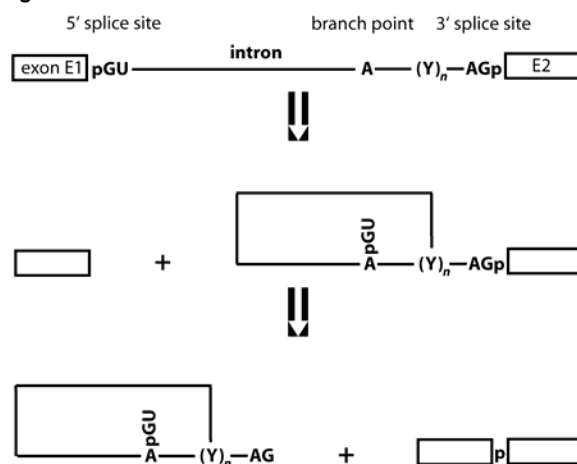 5′ splice site branch point 3′ splice site
intron
exon E1 pGU A (Y)n AGp E2
pGU
+ A (Y)n AGp
pGU
A (Y)n AG + p